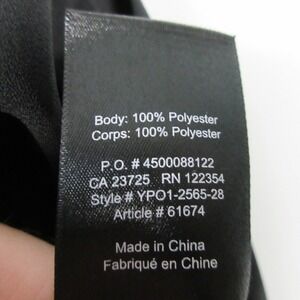 Body: 100% Polyester
Corps: 100% Polyester
P.O. # 4500088122
CA 23725 RN 122354
Style # YPO1-2565-28
Article # 61674
Made in China
Fabriqué en Chine